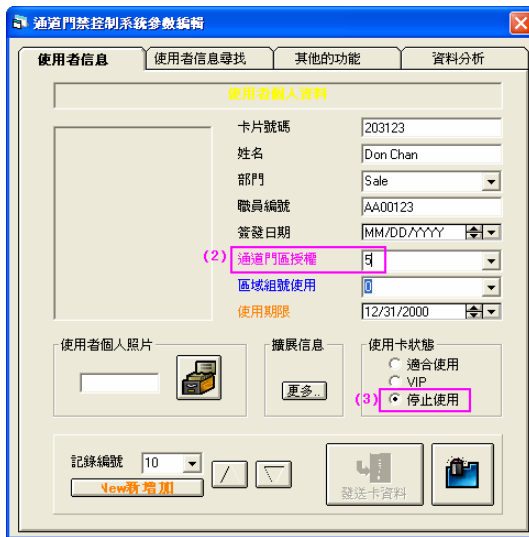 通道門禁控制系統參數編輯
使用者信息 使用者信息尋找 其他的功能 資料分析
使用者個人資料
卡片號碼 203123
姓名 Don Chan
部門 Sale
職員編號 AA00123
簽發日期 MM/DD/YYYY
(2) 通道門區授權 5
區域組號使用 0
使用期限 12/31/2000
使用者個人照片 擴展信息 使用卡狀態
適合使用
VIP
更多..
(3) 停止使用
記錄編號 10
New新增加
發送卡資料